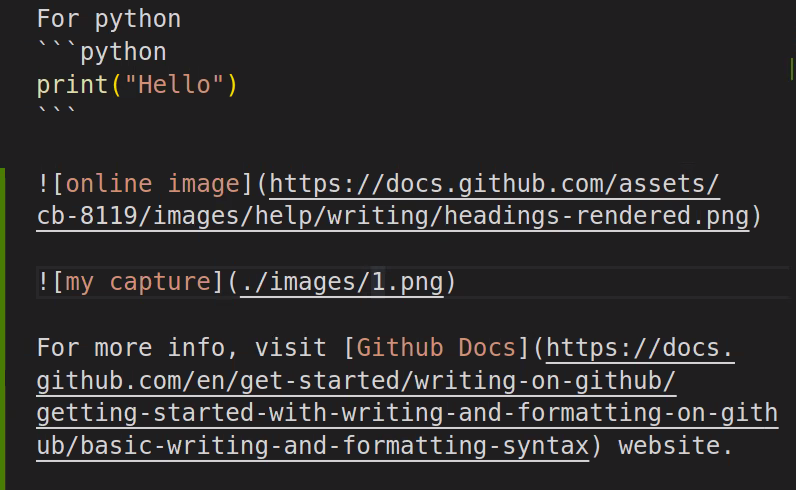 For python
```python
print("Hello")
```
![online image](https://docs.github.com/assets/
cb-8119/images/help/writing/headings-rendered.png)
![my capture](./images/1.png)
For more info, visit [Github Docs](https://docs.
github.com/en/get-started/writing-on-github/
getting-started-with-writing-and-formatting-on-gith
ub/basic-writing-and-formatting-syntax) website.